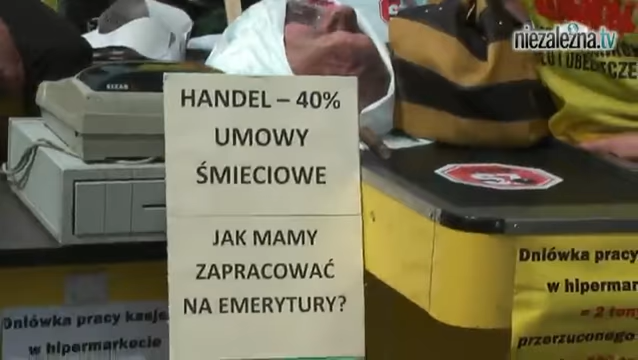 niezalezna.tv
HANDEL – 40%
UMOWY
ŚMIECIOWE
JAK MAMY
ZAPRACOWAĆ
NA EMERYTURY?
Dniówka pracy kasje
w hipermarkecie
Dniówka pracy
w hipermar
= 2 tony
przerzuconego